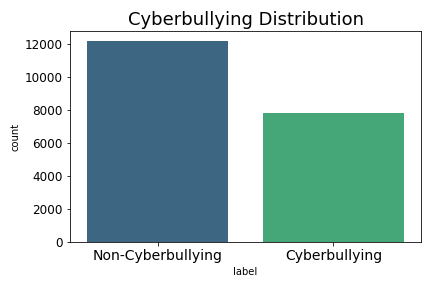 Cyberbullying Distribution
12000
10000
8000
6000
4000
2000
0
count
Non-Cyberbullying
Cyberbullying
label